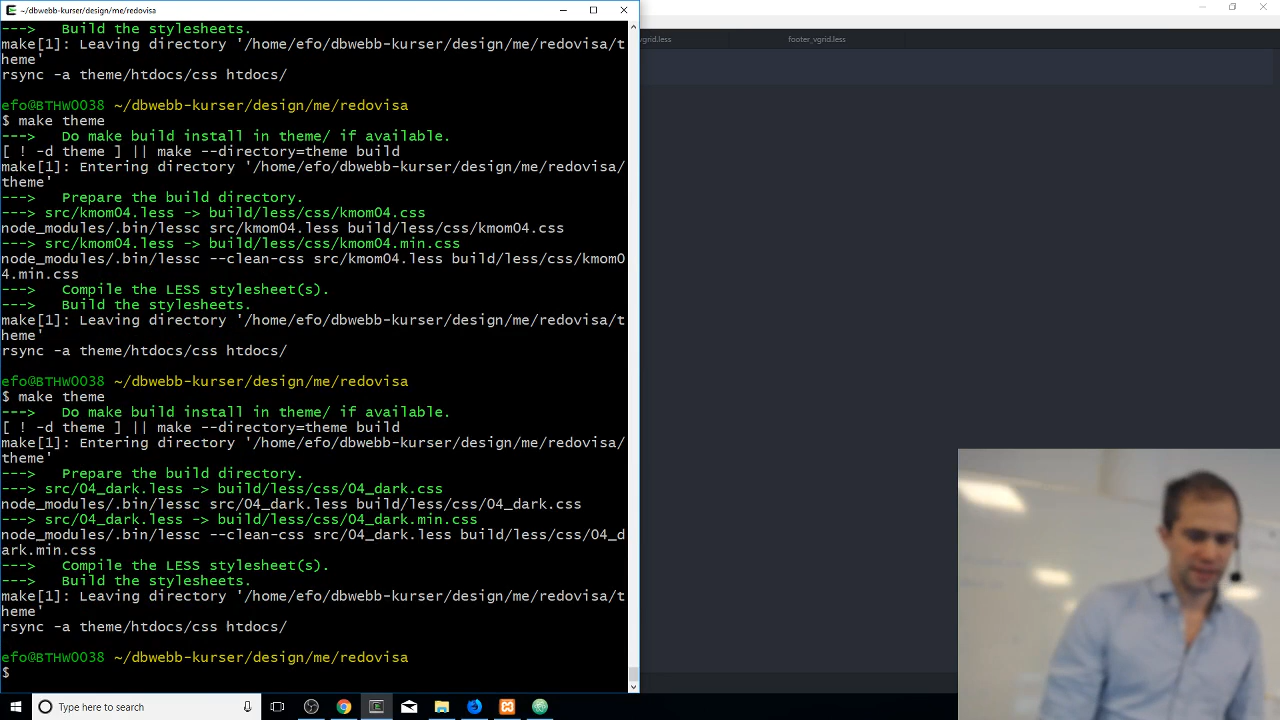 ~/dbwebb-kurser/design/me/redovisa
--->   Build the stylesheets.
make[1]: Leaving directory '/home/efo/dbwebb-kurser/design/me/redovisa/t
heme'
rsync -a theme/htdocs/css htdocs/
efo@BTHW0038 ~/dbwebb-kurser/design/me/redovisa
$ make theme
--->   Do make build install in theme/ if available.
[ ! -d theme ] || make --directory=theme build
make[1]: Entering directory '/home/efo/dbwebb-kurser/design/me/redovisa/
theme'
--->   Prepare the build directory.
---> src/kmom04.less -> build/less/css/kmom04.css
node_modules/.bin/lessc src/kmom04.less build/less/css/kmom04.css
---> src/kmom04.less -> build/less/css/kmom04.min.css
node_modules/.bin/lessc --clean-css src/kmom04.less build/less/css/kmom0
4.min.css
--->   Compile the LESS stylesheet(s).
--->   Build the stylesheets.
make[1]: Leaving directory '/home/efo/dbwebb-kurser/design/me/redovisa/t
heme'
rsync -a theme/htdocs/css htdocs/
efo@BTHW0038 ~/dbwebb-kurser/design/me/redovisa
$ make theme
--->   Do make build install in theme/ if available.
[ ! -d theme ] || make --directory=theme build
make[1]: Entering directory '/home/efo/dbwebb-kurser/design/me/redovisa/
theme'
--->   Prepare the build directory.
---> src/04_dark.less -> build/less/css/04_dark.css
node_modules/.bin/lessc src/04_dark.less build/less/css/04_dark.css
---> src/04_dark.less -> build/less/css/04_dark.min.css
node_modules/.bin/lessc --clean-css src/04_dark.less build/less/css/04_d
ark.min.css
--->   Compile the LESS stylesheet(s).
--->   Build the stylesheets.
make[1]: Leaving directory '/home/efo/dbwebb-kurser/design/me/redovisa/t
heme'
rsync -a theme/htdocs/css htdocs/
efo@BTHW0038 ~/dbwebb-kurser/design/me/redovisa
$
vgrid.less
footer_vgrid.less
Type here to search